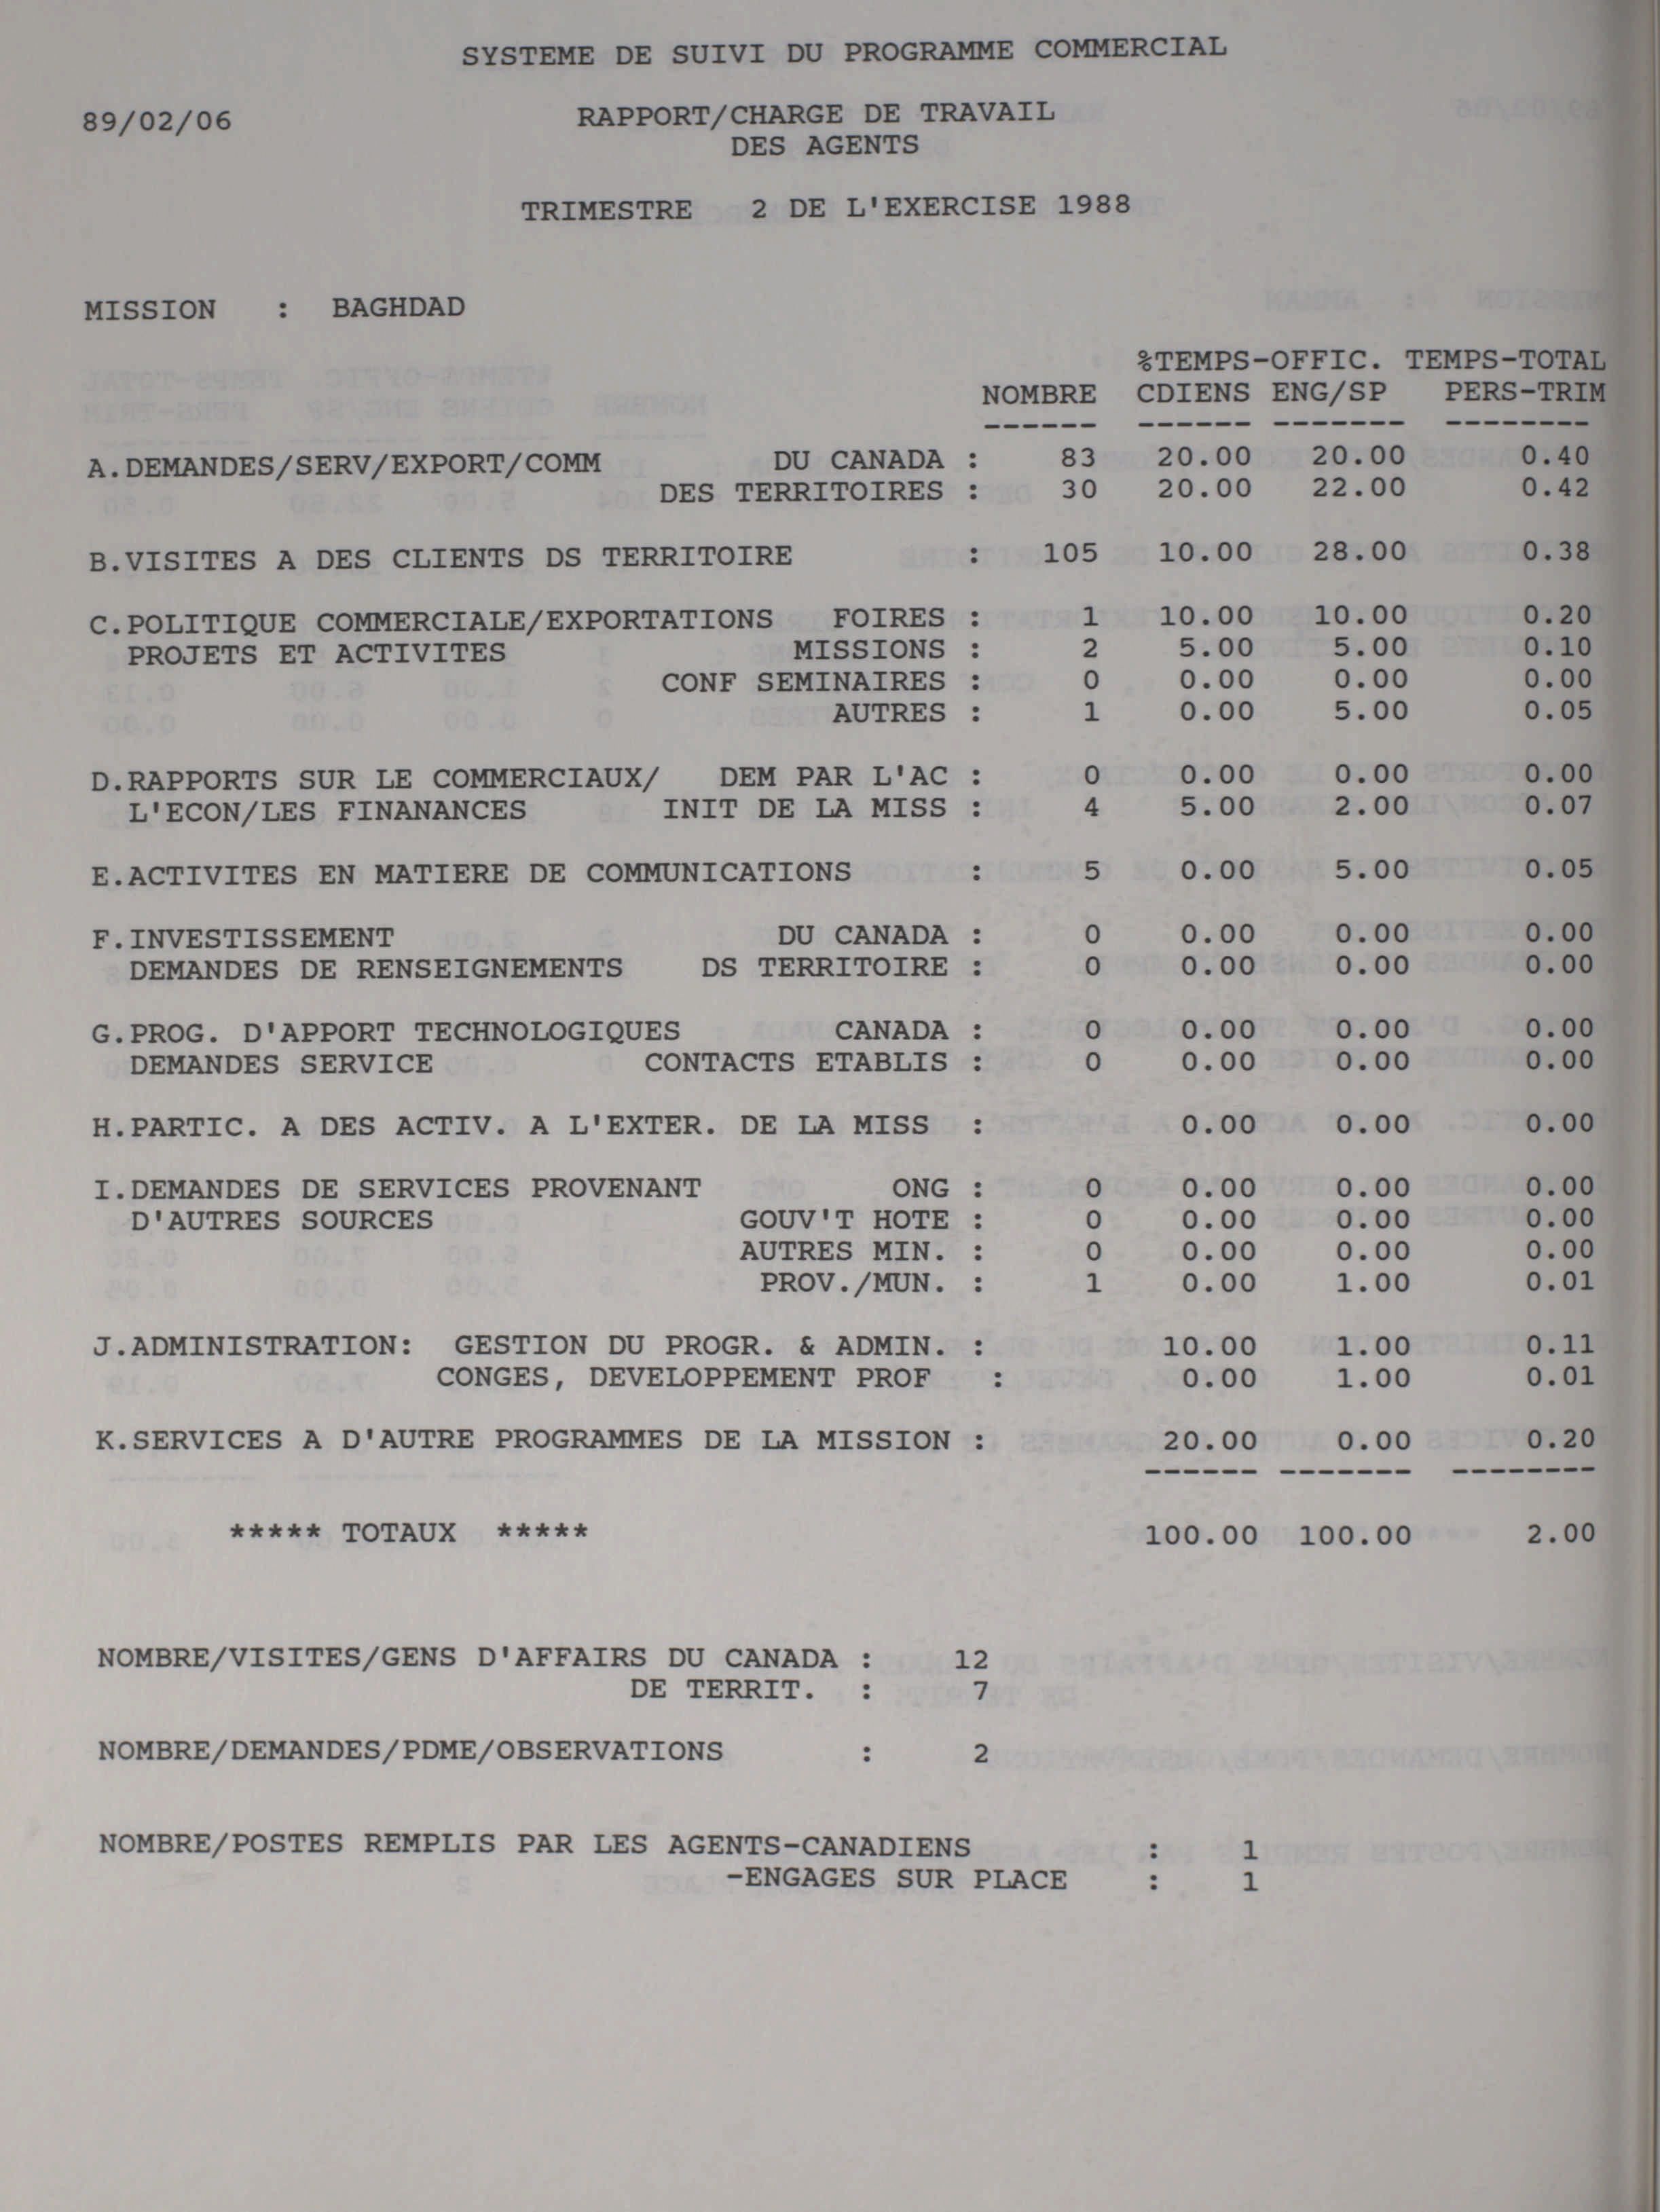 SYSTEME DE SUIVI DU PROGRAMME COMMERCIAL
89/02/06 RAPPORT/CHARGE DE TRAVAIL
DES AGENTS
TRIMESTRE 2 DE L'EXERCISE 1988
MISSION : BAGHDAD
%TEMPS-OFFIC. TEMPS-TOTAL
NOMBRE CDIENS ENG/SP PERS-TRIM
------ ------ ------- --------
A.DEMANDES/SERV/EXPORT/COMM DU CANADA : 83 20.00 20.00 0.40
DES TERRITOIRES : 30 20.00 22.00 0.42
B.VISITES A DES CLIENTS DS TERRITOIRE : 105 10.00 28.00 0.38
C.POLITIQUE COMMERCIALE/EXPORTATIONS FOIRES : 1 10.00 10.00 0.20
PROJETS ET ACTIVITES MISSIONS : 2 5.00 5.00 0.10
CONF SEMINAIRES : 0 0.00 0.00 0.00
AUTRES : 1 0.00 5.00 0.05
D.RAPPORTS SUR LE COMMERCIAUX/ DEM PAR L'AC : 0 0.00 0.00 0.00
L'ECON/LES FINANANCES INIT DE LA MISS : 4 5.00 2.00 0.07
E.ACTIVITES EN MATIERE DE COMMUNICATIONS : 5 0.00 5.00 0.05
F.INVESTISSEMENT DU CANADA : 0 0.00 0.00 0.00
DEMANDES DE RENSEIGNEMENTS DS TERRITOIRE : 0 0.00 0.00 0.00
G.PROG. D'APPORT TECHNOLOGIQUES CANADA : 0 0.00 0.00 0.00
DEMANDES SERVICE CONTACTS ETABLIS : 0 0.00 0.00 0.00
H.PARTIC. A DES ACTIV. A L'EXTER. DE LA MISS : 0.00 0.00 0.00
I.DEMANDES DE SERVICES PROVENANT ONG : 0 0.00 0.00 0.00
D'AUTRES SOURCES GOUV'T HOTE : 0 0.00 0.00 0.00
AUTRES MIN. : 0 0.00 0.00 0.00
PROV./MUN. : 1 0.00 1.00 0.01
J.ADMINISTRATION: GESTION DU PROGR. & ADMIN. : 10.00 1.00 0.11
CONGES, DEVELOPPEMENT PROF : 0.00 1.00 0.01
K.SERVICES A D'AUTRE PROGRAMMES DE LA MISSION : 20.00 0.00 0.20
------ ------- --------
***** TOTAUX ***** 100.00 100.00 2.00
NOMBRE/VISITES/GENS D'AFFAIRS DU CANADA : 12
DE TERRIT. : 7
NOMBRE/DEMANDES/PDME/OBSERVATIONS : 2
NOMBRE/POSTES REMPLIS PAR LES AGENTS-CANADIENS : 1
-ENGAGES SUR PLACE : 1